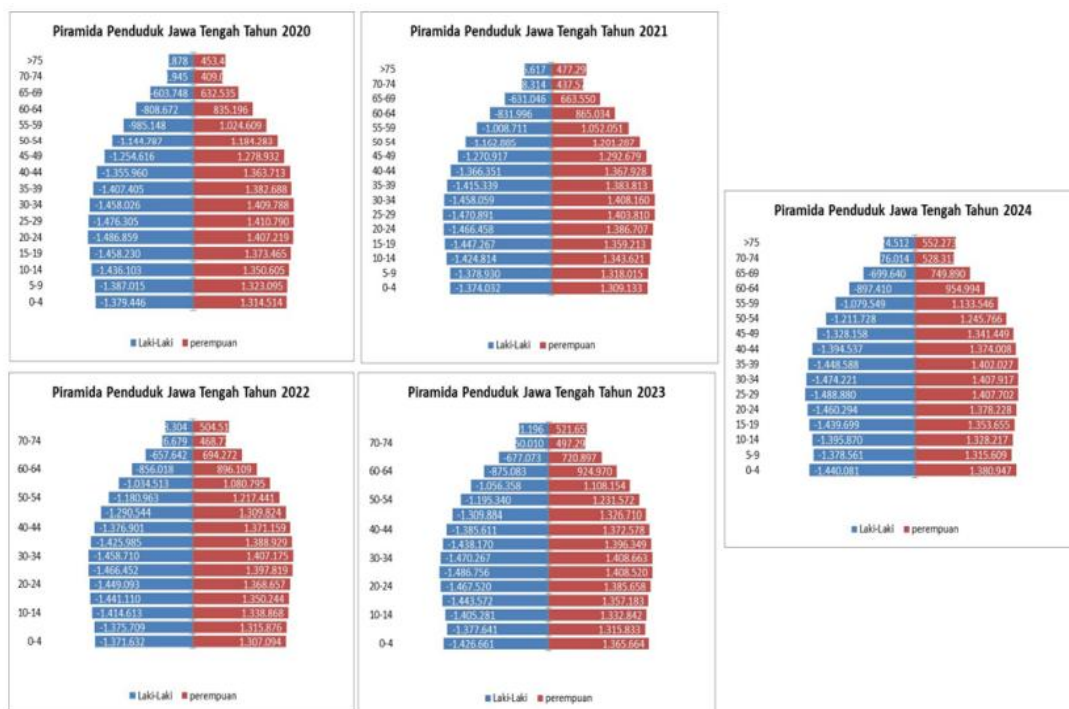 Piramida Penduduk Jawa Tengah Tahun 2020
>75 .878 453.4
70-74 .945 409.0
65-69 -603.748 632.535
60-64 -808.672 835.196
55-59 -985.148 1.024.609
50-54 -1.144.787 1.184.283
45-49 -1.254.616 1.278.932
40-44 -1.355.960 1.363.713
35-39 -1.407.405 1.382.688
30-34 -1.458.026 1.409.788
25-29 -1.476.305 1.410.790
20-24 -1.486.859 1.407.219
15-19 -1.458.230 1.373.465
10-14 -1.436.103 1.350.605
5-9 -1.387.015 1.323.095
0-4 -1.379.446 1.314.514
Laki-Laki perempuan
Piramida Penduduk Jawa Tengah Tahun 2021
>75 .617 477.29
70-74 8.314 437.5
65-69 -631.046 663.550
60-64 -831.996 865.034
55-59 -1.008.711 1.052.051
50-54 -1.162.885 1.201.287
45-49 -1.270.917 1.292.679
40-44 -1.366.351 1.367.928
35-39 -1.415.339 1.383.813
30-34 -1.458.059 1.408.160
25-29 -1.470.891 1.403.810
20-24 -1.466.458 1.386.707
15-19 -1.447.267 1.359.213
10-14 -1.424.814 1.343.621
5-9 -1.378.930 1.318.015
0-4 -1.374.032 1.309.133
Laki-Laki perempuan
Piramida Penduduk Jawa Tengah Tahun 2024
>75 4.512 552.27
70-74 76.014 528.31
65-69 -699.640 749.890
60-64 -897.410 954.994
55-59 -1.079.549 1.133.546
50-54 -1.211.728 1.245.766
45-49 -1.328.158 1.341.449
40-44 -1.394.537 1.374.008
35-39 -1.448.588 1.402.027
30-34 -1.474.221 1.407.917
25-29 -1.488.880 1.407.702
20-24 -1.460.294 1.378.228
15-19 -1.439.699 1.353.655
10-14 -1.395.870 1.328.217
5-9 -1.378.561 1.315.609
0-4 -1.440.081 1.380.947
Laki-Laki perempuan
Piramida Penduduk Jawa Tengah Tahun 2022
.304 504.51
70-74 6.679 468.7
-657.642 694.272
60-64 -856.018 896.109
-1.034.513 1.080.795
50-54 -1.180.963 1.217.441
-1.290.544 1.309.824
40-44 -1.376.901 1.371.159
-1.425.985 1.388.929
30-34 -1.458.710 1.407.175
-1.466.452 1.397.819
20-24 -1.449.093 1.368.657
-1.441.110 1.350.244
10-14 -1.414.613 1.338.868
-1.375.709 1.315.876
0-4 -1.371.632 1.307.094
Laki-Laki perempuan
Piramida Penduduk Jawa Tengah Tahun 2023
1.196 521.65
70-74 0.010 497.29
-677.073 720.897
60-64 -875.083 924.970
-1.056.358 1.108.154
50-54 -1.195.340 1.231.572
-1.309.884 1.326.710
40-44 -1.385.611 1.372.578
-1.438.170 1.396.349
30-34 -1.470.267 1.408.663
-1.486.756 1.408.520
20-24 -1.467.520 1.385.658
-1.443.572 1.357.183
10-14 -1.405.281 1.332.842
-1.377.641 1.315.833
0-4 -1.426.661 1.365.664
Laki-Laki perempuan